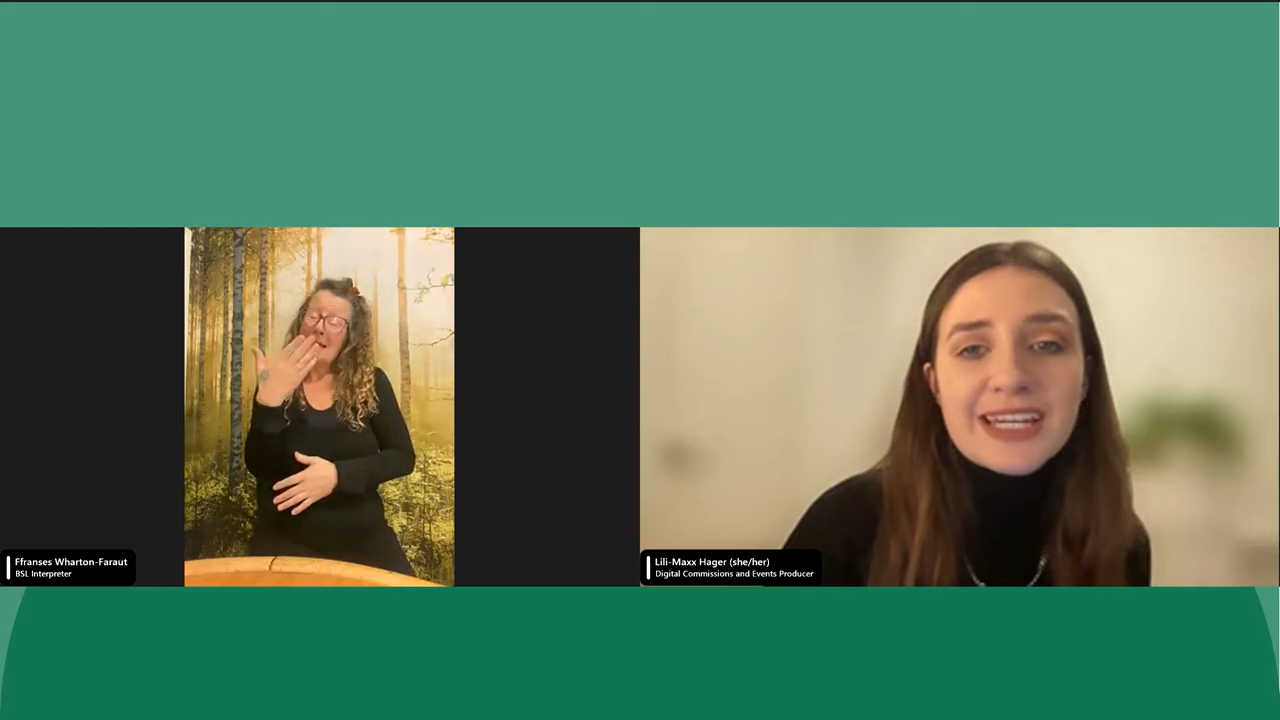 Ffranses Wharton-Faraut
BSL Interpreter
Lili-Maxx Hager (she/her)
Digital Commissions and Events Producer